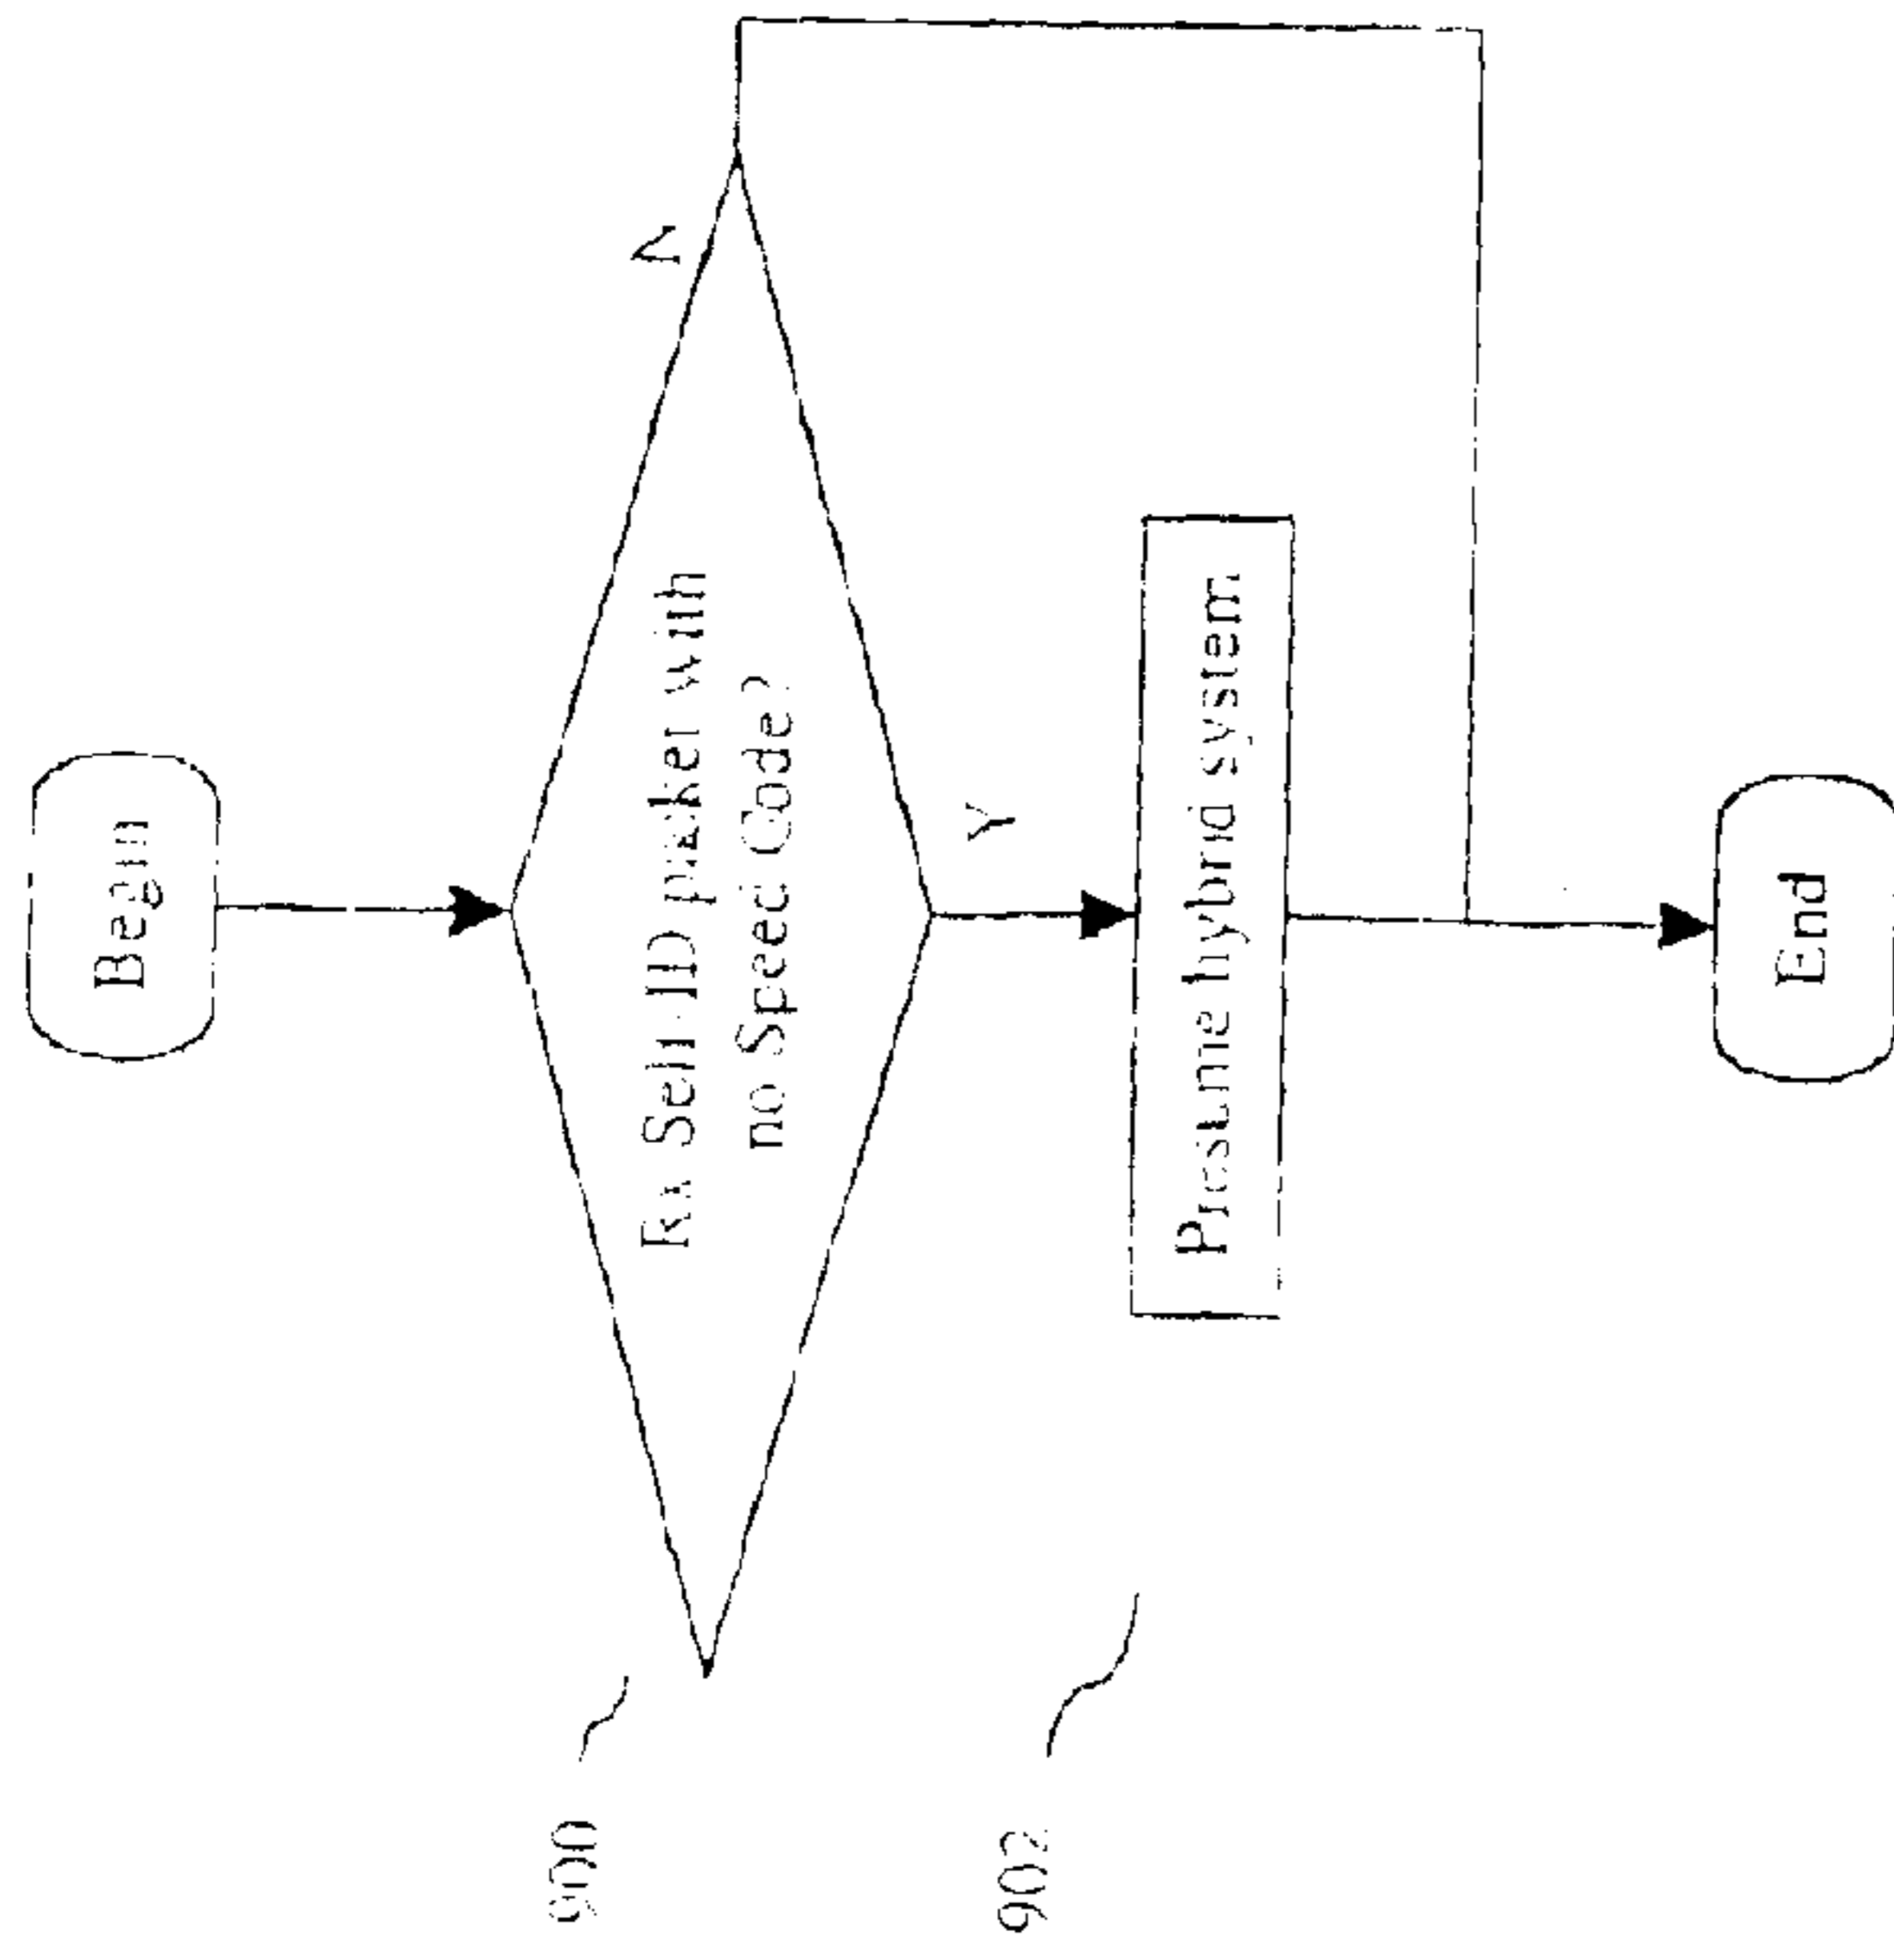 Begin
900
Rx Self-ID packet with
no Speed Code?
N
Y
902
Presume hybrid system
End